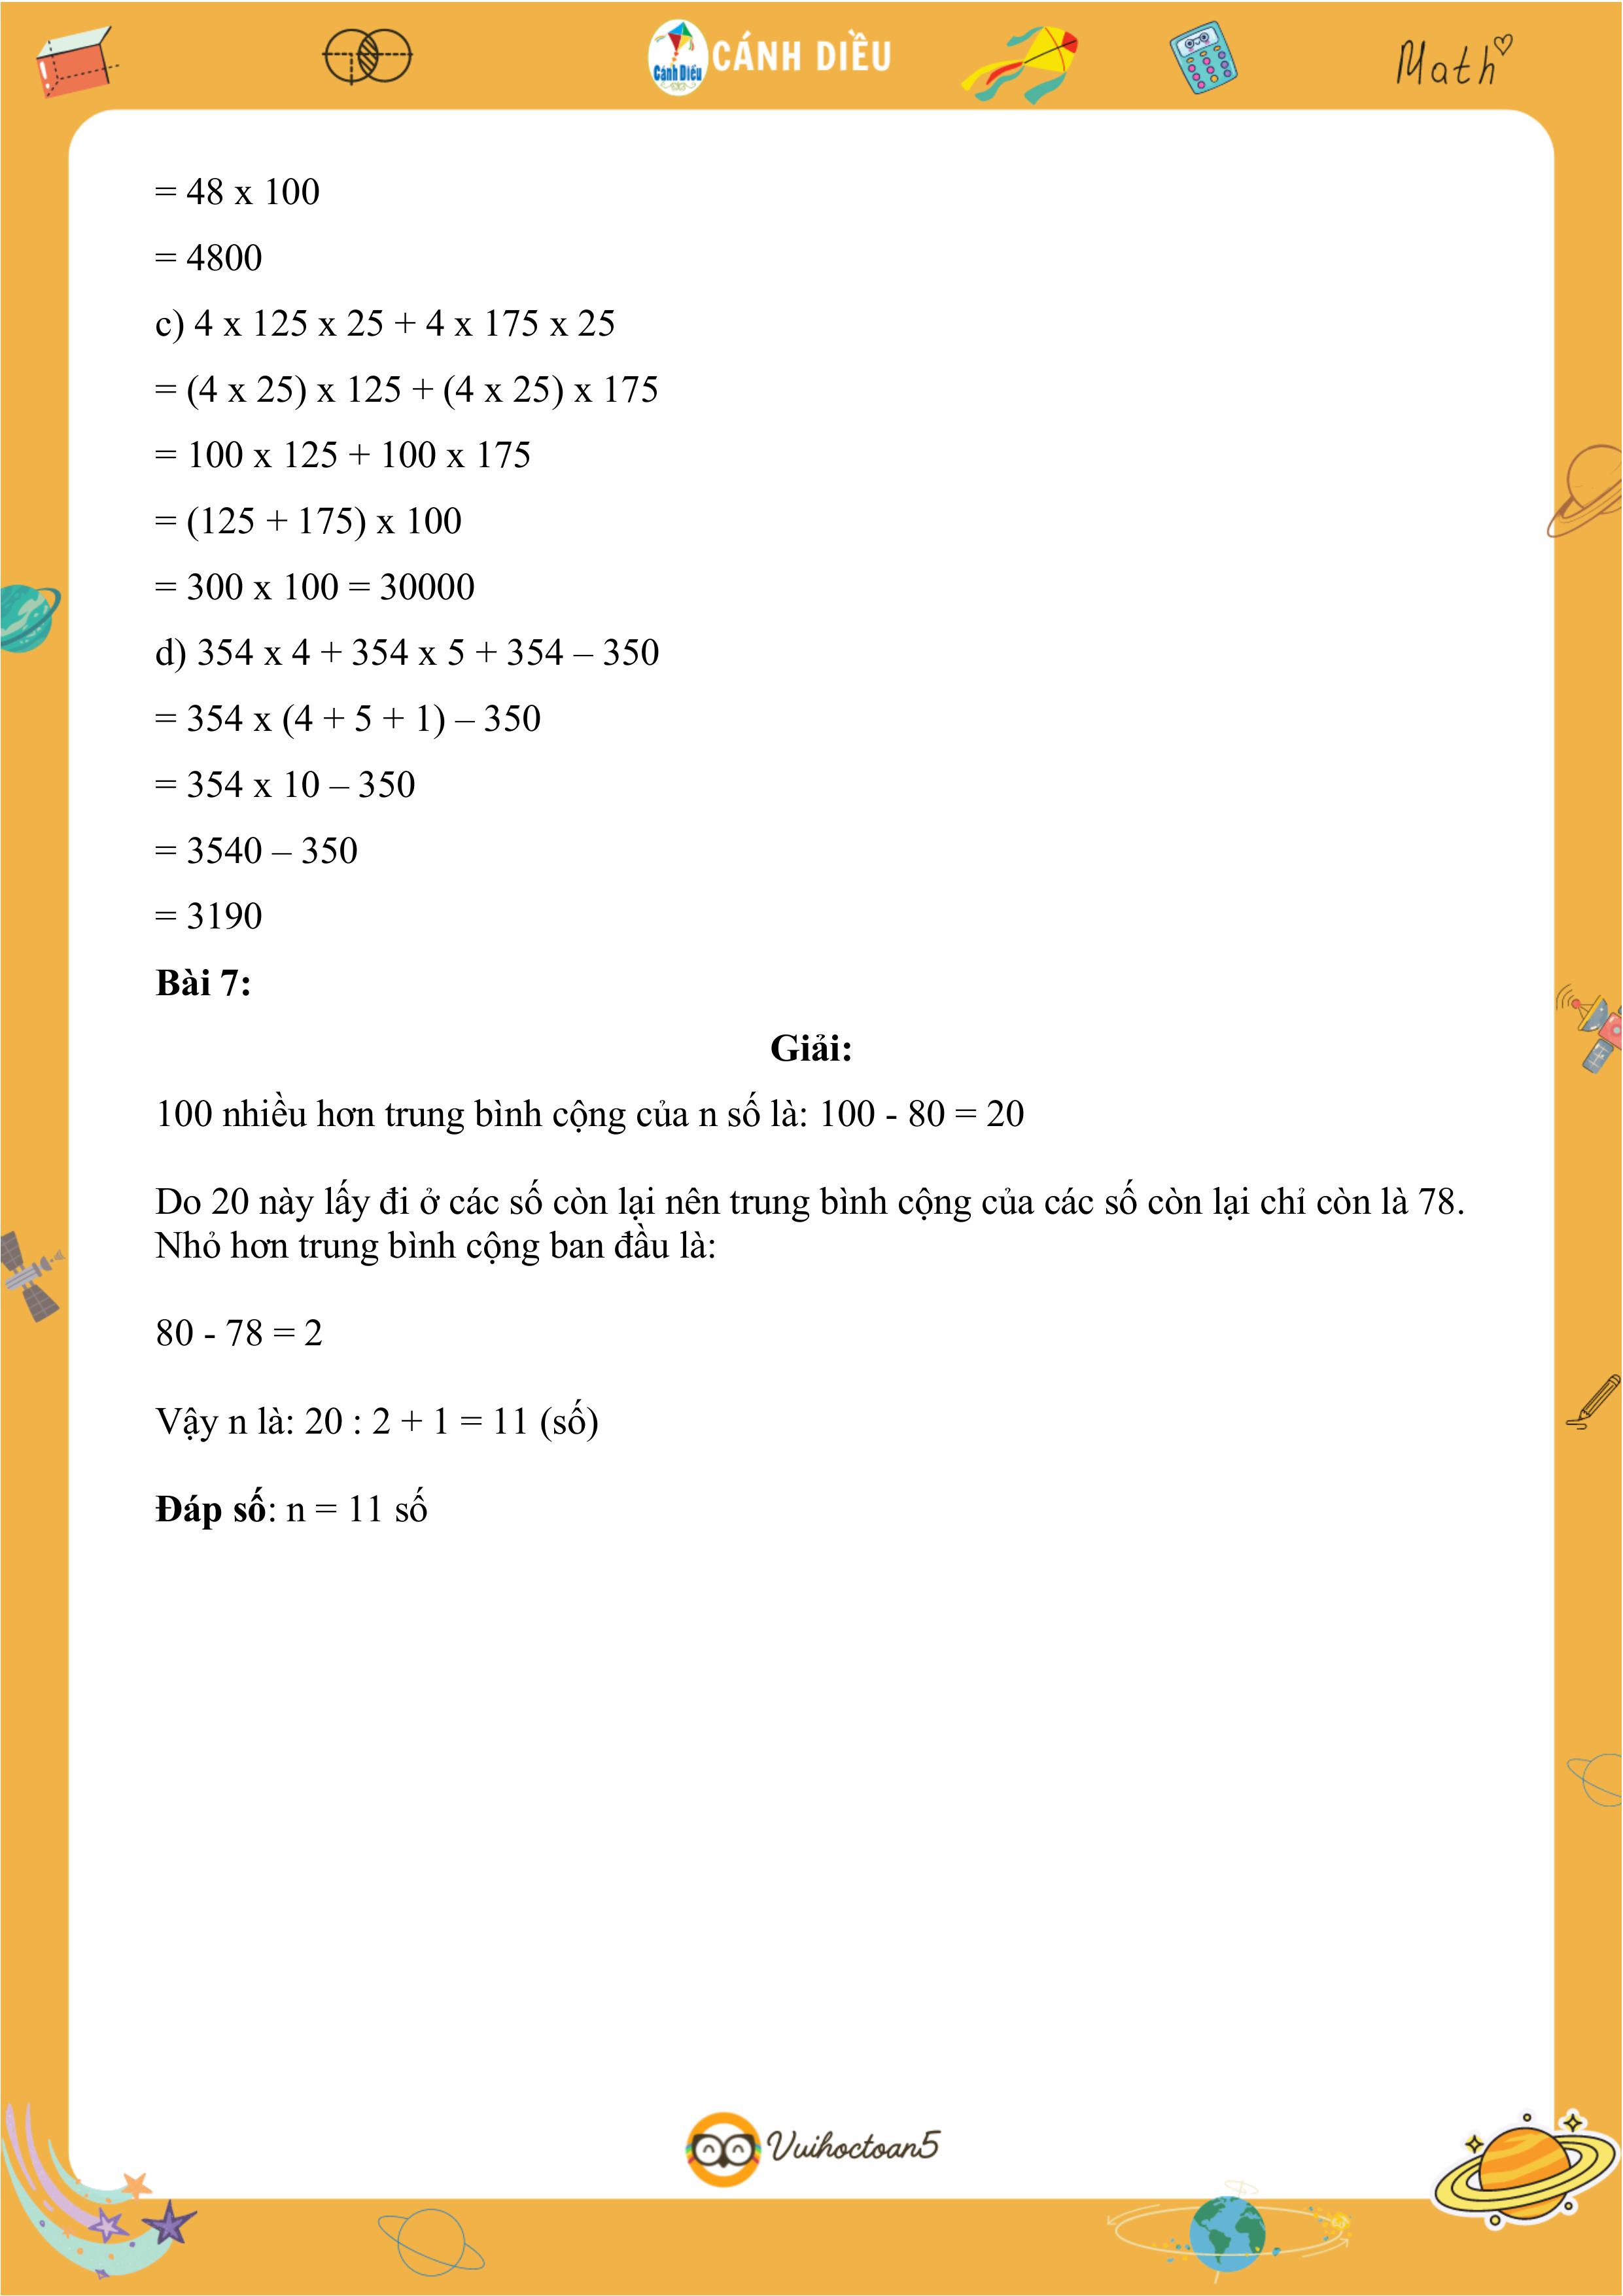 Cánh Diều
CÁNH DIỀU
Math
= 48 x 100
= 4800
c) 4 x 125 x 25 + 4 x 175 x 25
= (4 x 25) x 125 + (4 x 25) x 175
= 100 x 125 + 100 x 175
= (125 + 175) x 100
= 300 x 100 = 30000
d) 354 x 4 + 354 x 5 + 354 – 350
= 354 x (4 + 5 + 1) – 350
= 354 x 10 – 350
= 3540 – 350
= 3190
Bài 7:
Giải:
100 nhiều hơn trung bình cộng của n số là: 100 - 80 = 20
Do 20 này lấy đi ở các số còn lại nên trung bình cộng của các số còn lại chỉ còn là 78.
Nhỏ hơn trung bình cộng ban đầu là:
80 - 78 = 2
Vậy n là: 20 : 2 + 1 = 11 (số)
Đáp số: n = 11 số
Vuihoctoan5